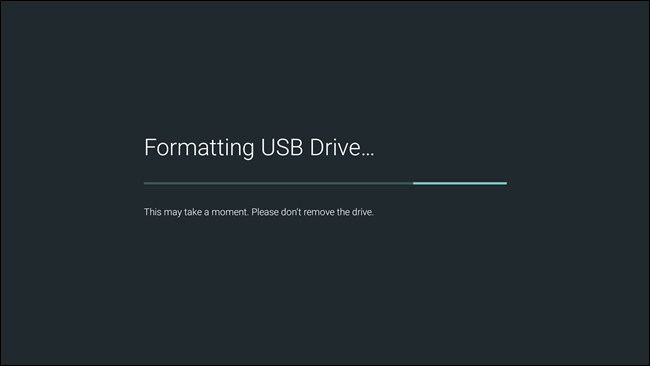 Formatting USB Drive...
This may take a moment. Please don't remove the drive.